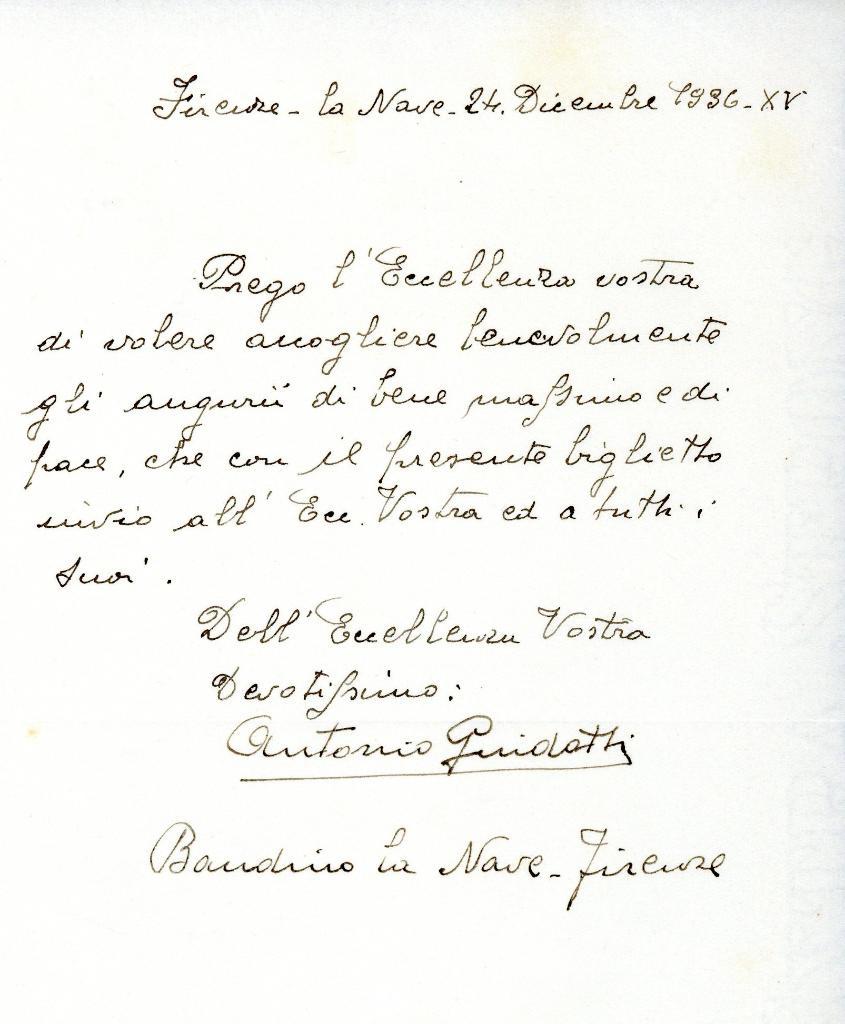 Firenze - la Nave - 24. Dicembre 1936 - XV
Prego l'Eccellenza vostra
di volere accogliere benevolmente
gli augurii di bene massimo e di
pace, che con il presente biglietto
invio all' Ecc. Vostra ed a tutti i
suoi.
Dell'Eccellenza Vostra
Devotissimo:
Antonio Guidotti
Bandino la Nave - Firenze